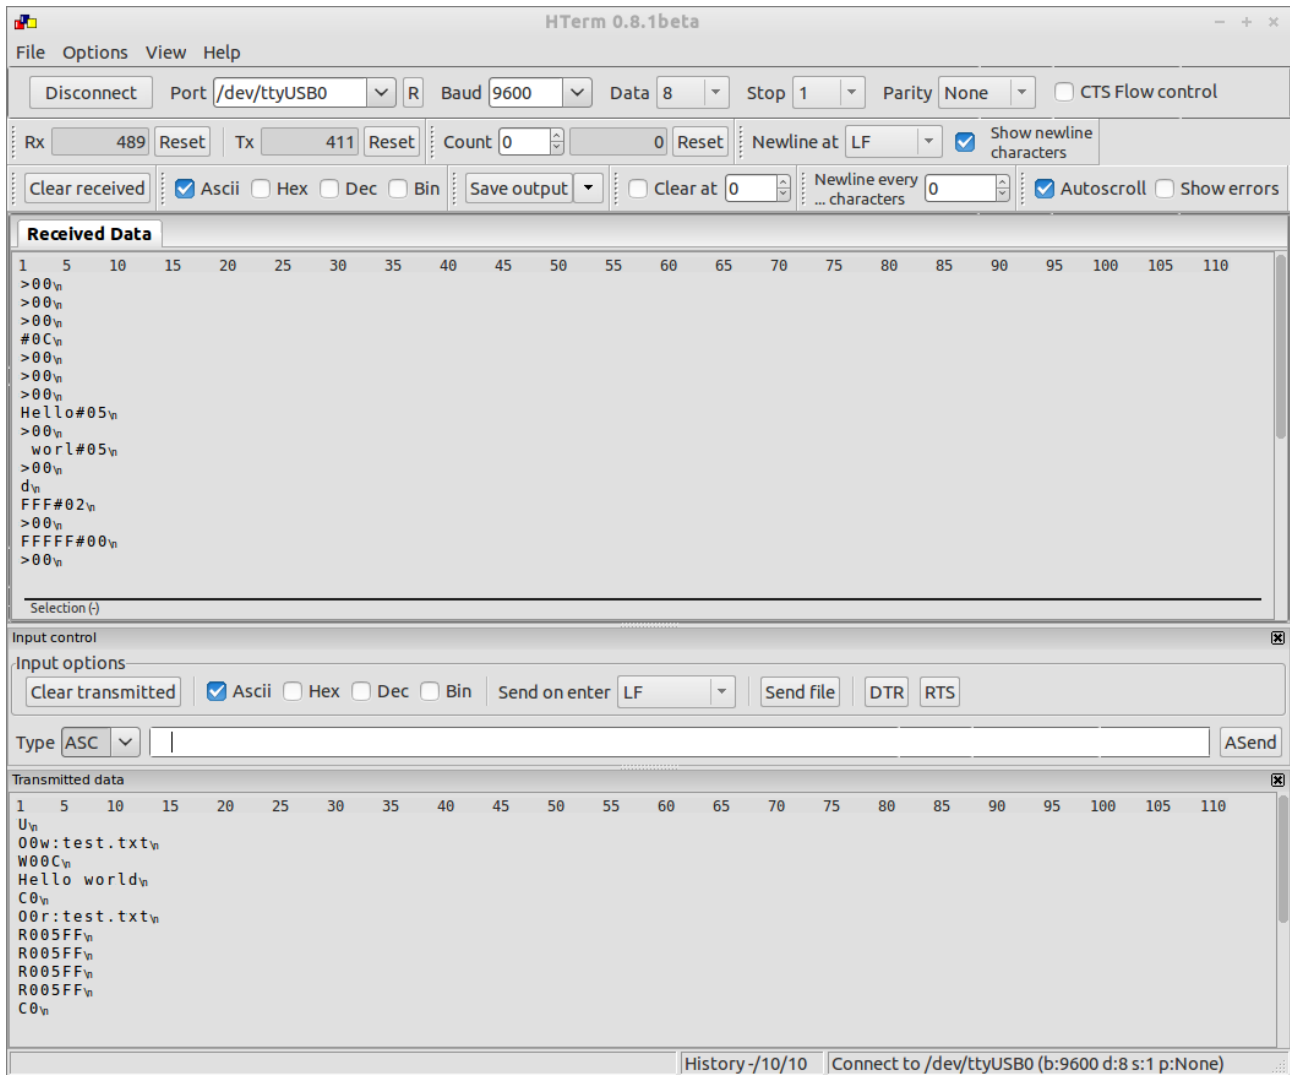 HTerm 0.8.1beta
File Options View Help
Disconnect Port /dev/ttyUSB0 R Baud 9600 Data 8 Stop 1 Parity None CTS Flow control
Rx 489 Reset Tx 411 Reset Count 0 0 Reset Newline at LF Show newline characters
Clear received Ascii Hex Dec Bin Save output Clear at 0 Newline every ... characters 0 Autoscroll Show errors
Received Data
1 5 10 15 20 25 30 35 40 45 50 55 60 65 70 75 80 85 90 95 100 105 110
>00\n
>00\n
>00\n
#0C\n
>00\n
>00\n
>00\n
Hello#05\n
>00\n
 worl#05\n
>00\n
d\n
FFF#02\n
>00\n
FFFFF#00\n
>00\n
Selection (-)
Input control
Input options
Clear transmitted Ascii Hex Dec Bin Send on enter LF Send file DTR RTS
Type ASC ASend
Transmitted data
1 5 10 15 20 25 30 35 40 45 50 55 60 65 70 75 80 85 90 95 100 105 110
U\n
O0w:test.txt\n
W00C\n
Hello world\n
C0\n
O0r:test.txt\n
R005FF\n
R005FF\n
R005FF\n
R005FF\n
C0\n
History -/10/10 Connect to /dev/ttyUSB0 (b:9600 d:8 s:1 p:None)